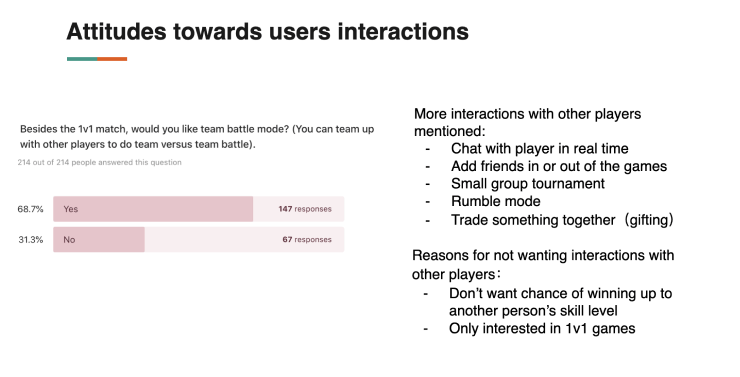 Attitudes towards users interactions
Besides the 1v1 match, would you like team battle mode? (You can team up
with other players to do team versus team battle).
214 out of 214 people answered this question
68.7% Yes 147 responses
31.3% No 67 responses
More interactions with other players
mentioned:
- Chat with player in real time
- Add friends in or out of the games
- Small group tournament
- Rumble mode
- Trade something together（gifting）
Reasons for not wanting interactions with
other players：
- Don’t want chance of winning up to
another person’s skill level
- Only interested in 1v1 games